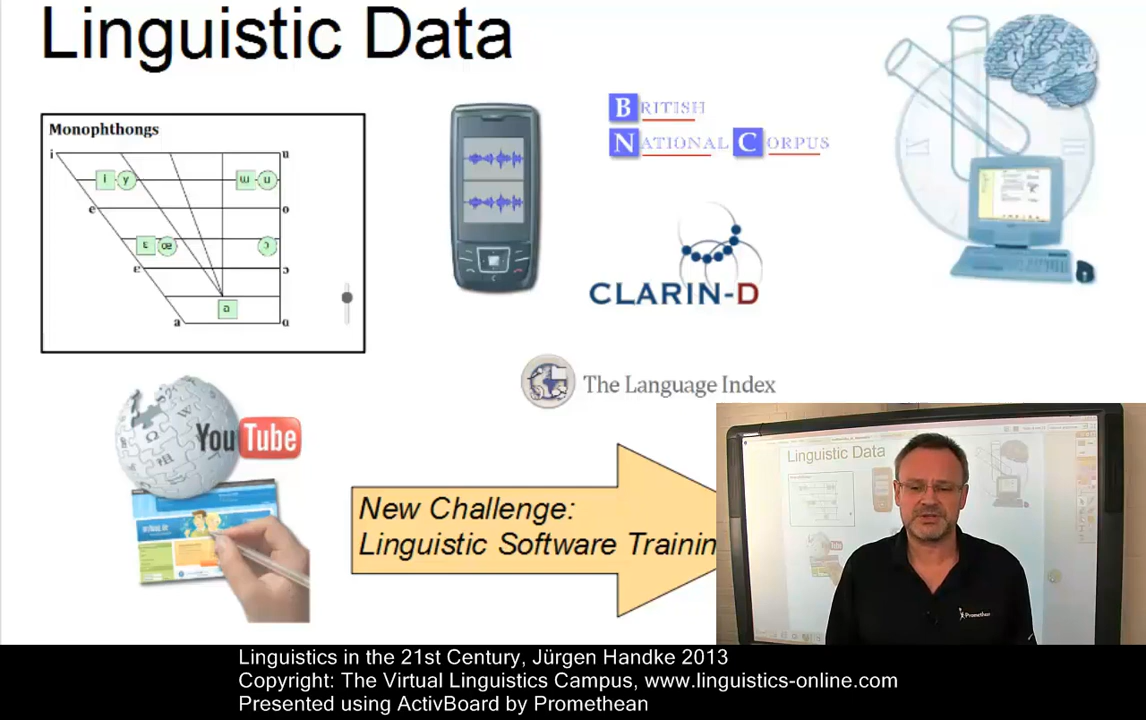 Linguistic Data
Monophthongs
i
u
I
y
ɯ
u
e
o
ɛ
œ
ɔ
ɛ
ɔ
a
ɑ
BRITISH
NATIONAL CORPUS
CLARIN-D
The Language Index
YouTube
New Challenge:
Linguistic Software Trainin
Linguistic Data
Promethean
Linguistics in the 21st Century, Jürgen Handke 2013
Copyright: The Virtual Linguistics Campus, www.linguistics-online.com
Presented using ActivBoard by Promethean